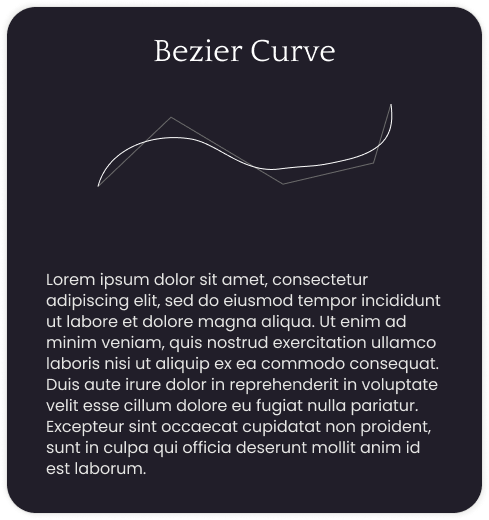 Bezier Curve
Lorem ipsum dolor sit amet, consectetur
adipiscing elit, sed do eiusmod tempor incididunt
ut labore et dolore magna aliqua. Ut enim ad
minim veniam, quis nostrud exercitation ullamco
laboris nisi ut aliquip ex ea commodo consequat.
Duis aute irure dolor in reprehenderit in voluptate
velit esse cillum dolore eu fugiat nulla pariatur.
Excepteur sint occaecat cupidatat non proident,
sunt in culpa qui officia deserunt mollit anim id
est laborum.